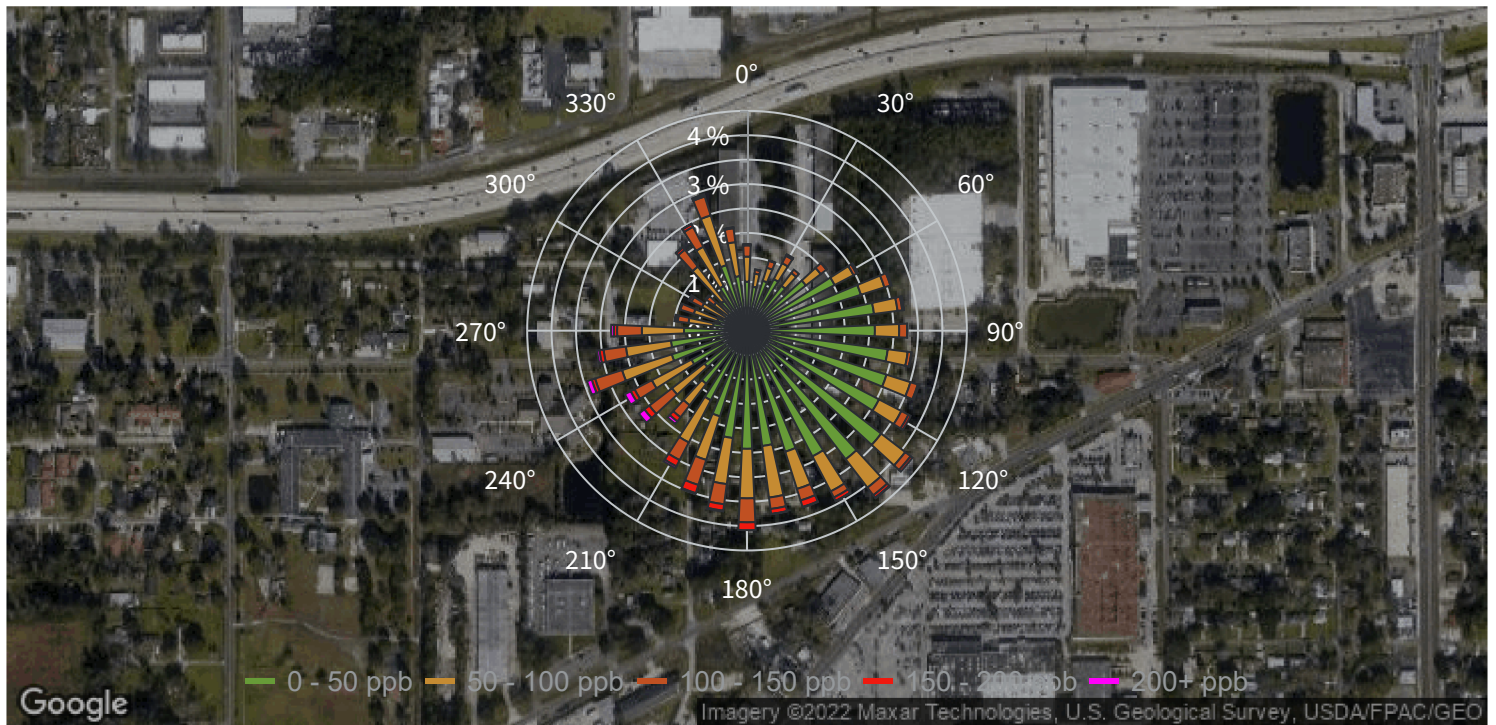 0°
330°
30°
4 %
300°
3 %
60°
%
1
270°
90°
240°
120°
210°
150°
180°
0 - 50 ppb
50 - 100 ppb
100 - 150 ppb
150 - 200 ppb
200+ ppb
Google
Imagery ©2022 Maxar Technologies, U.S. Geological Survey, USDA/FPAC/GEO